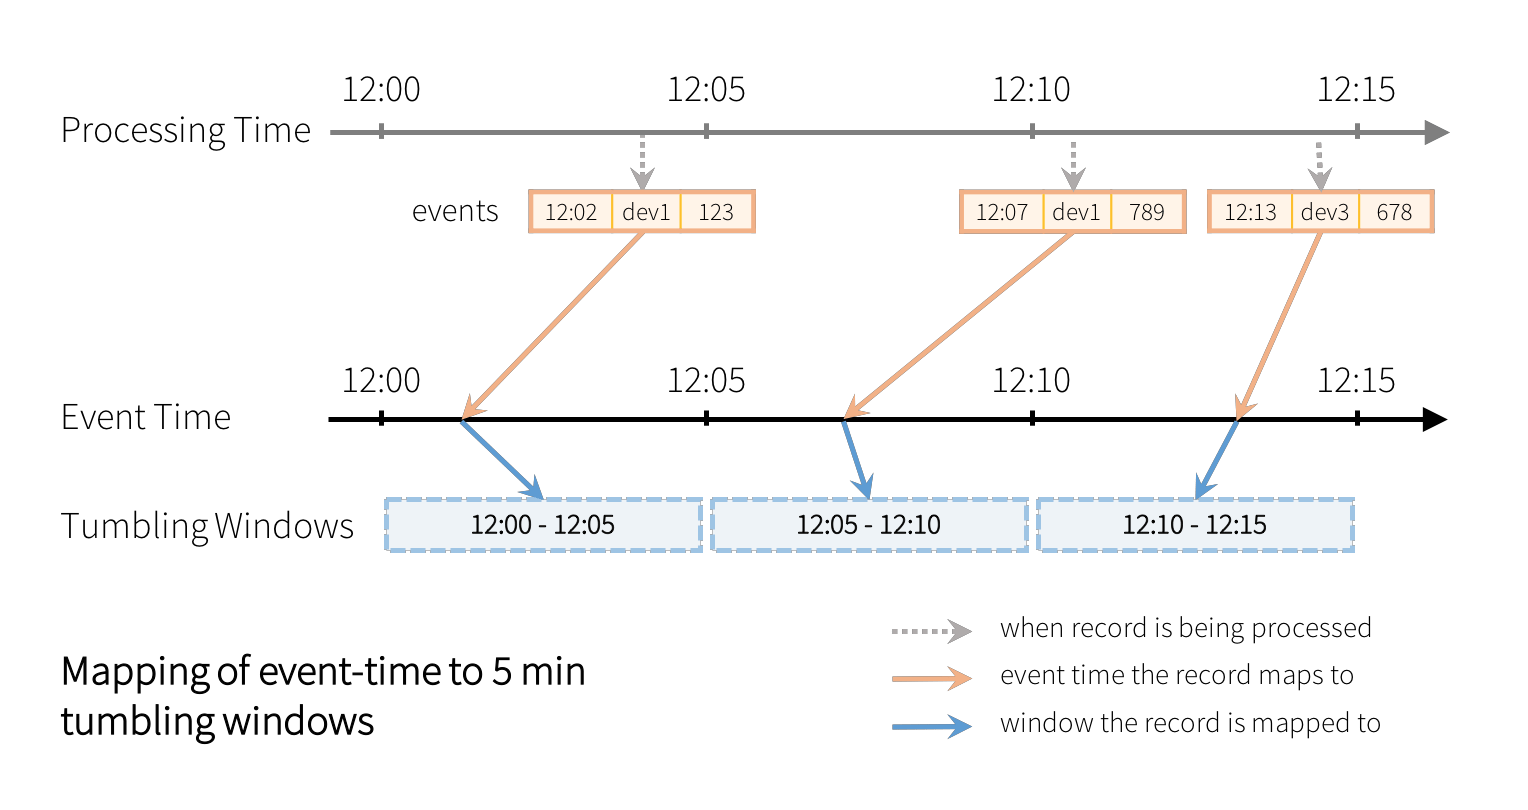 12:00 12:05 12:10 12:15
Processing Time
events 12:02 dev1 123 12:07 dev1 789 12:13 dev3 678
12:00 12:05 12:10 12:15
Event Time
Tumbling Windows 12:00 - 12:05 12:05 - 12:10 12:10 - 12:15
when record is being processed
event time the record maps to
window the record is mapped to
Mapping of event-time to 5 min
tumbling windows